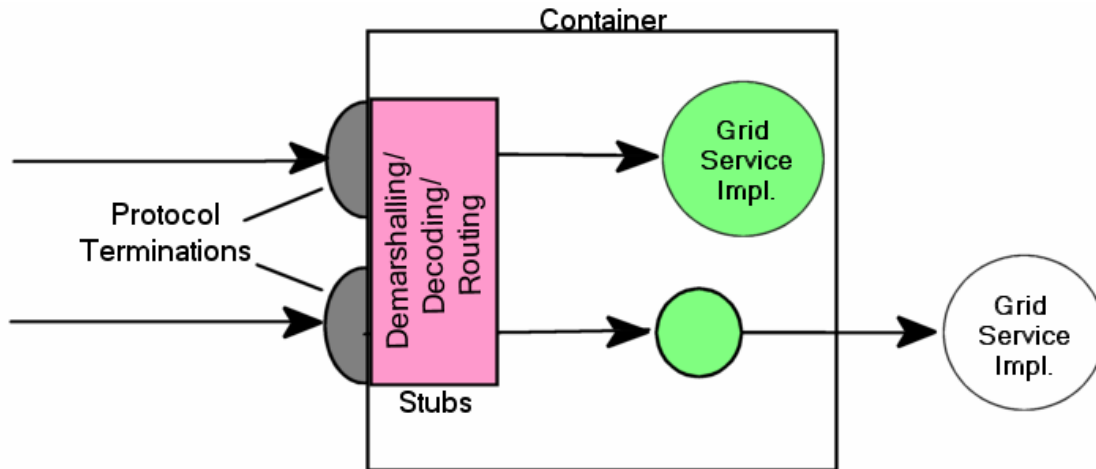 Container
Grid
Service
Impl.
Protocol
Terminations
Demarshalling/
Decoding/
Routing
Grid
Service
Impl.
Stubs